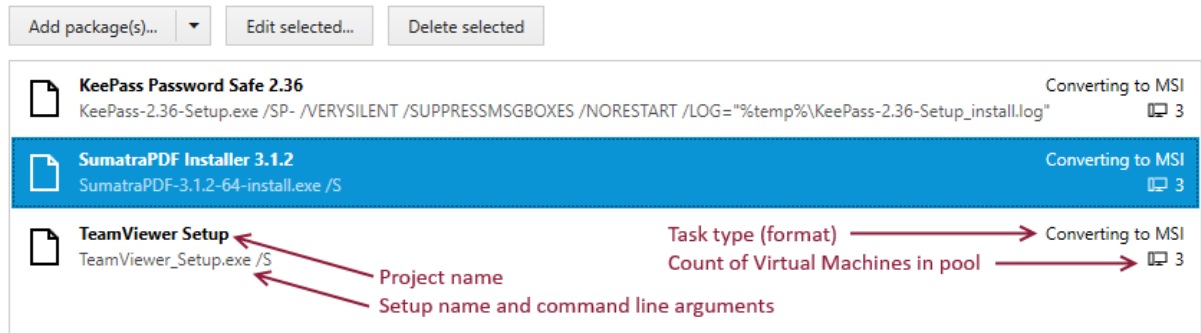 Add package(s)... Edit selected... Delete selected
KeePass Password Safe 2.36 Converting to MSI
KeePass-2.36-Setup.exe /SP- /VERYSILENT /SUPPRESSMSGBOXES /NORESTART /LOG="%temp%\KeePass-2.36-Setup_install.log" 3
SumatraPDF Installer 3.1.2 Converting to MSI
SumatraPDF-3.1.2-64-install.exe /S 3
TeamViewer Setup Task type (format) Converting to MSI
TeamViewer_Setup.exe /S Count of Virtual Machines in pool 3
Project name
Setup name and command line arguments